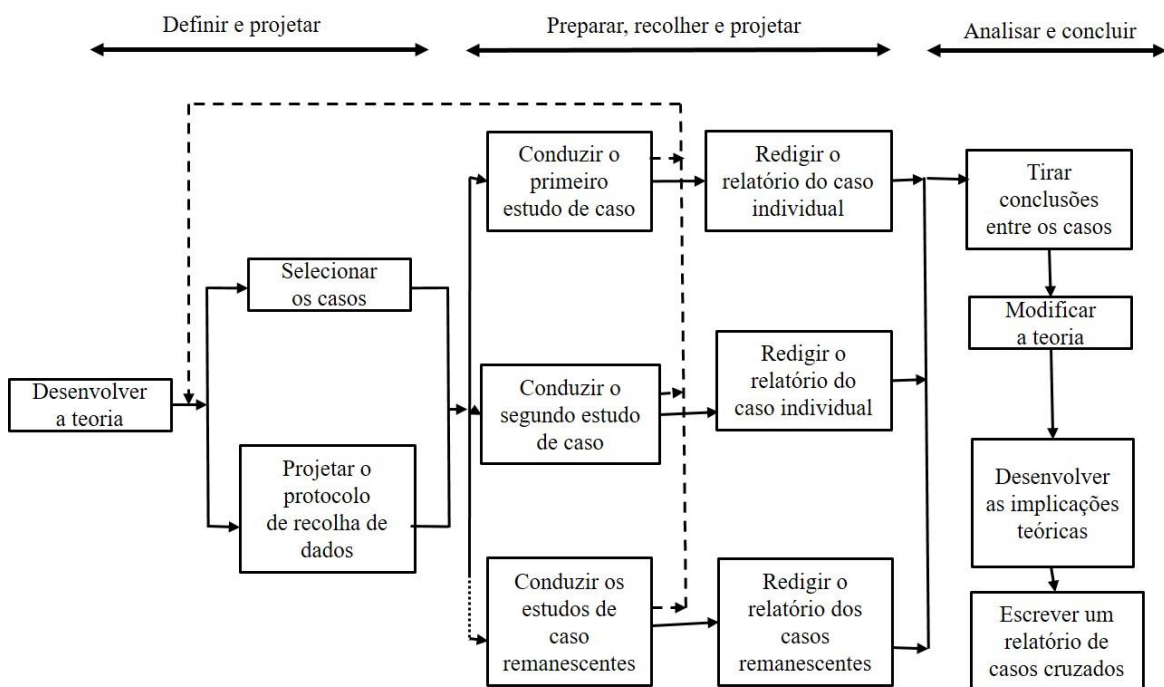 Definir e projetar
Preparar, recolher e projetar
Analisar e concluir
Desenvolver
a teoria
Selecionar
os casos
Projetar o
protocolo
de recolha de
dados
Conduzir o
primeiro
estudo de caso
Redigir o
relatório do caso
individual
Conduzir o
segundo estudo
de caso
Redigir o
relatório do
caso individual
Conduzir os
estudos de
caso
remanescentes
Redigir o
relatório dos
casos
remanescentes
Tirar
conclusões
entre os casos
Modificar
a teoria
Desenvolver
as implicações
teóricas
Escrever um
relatório de
casos cruzados